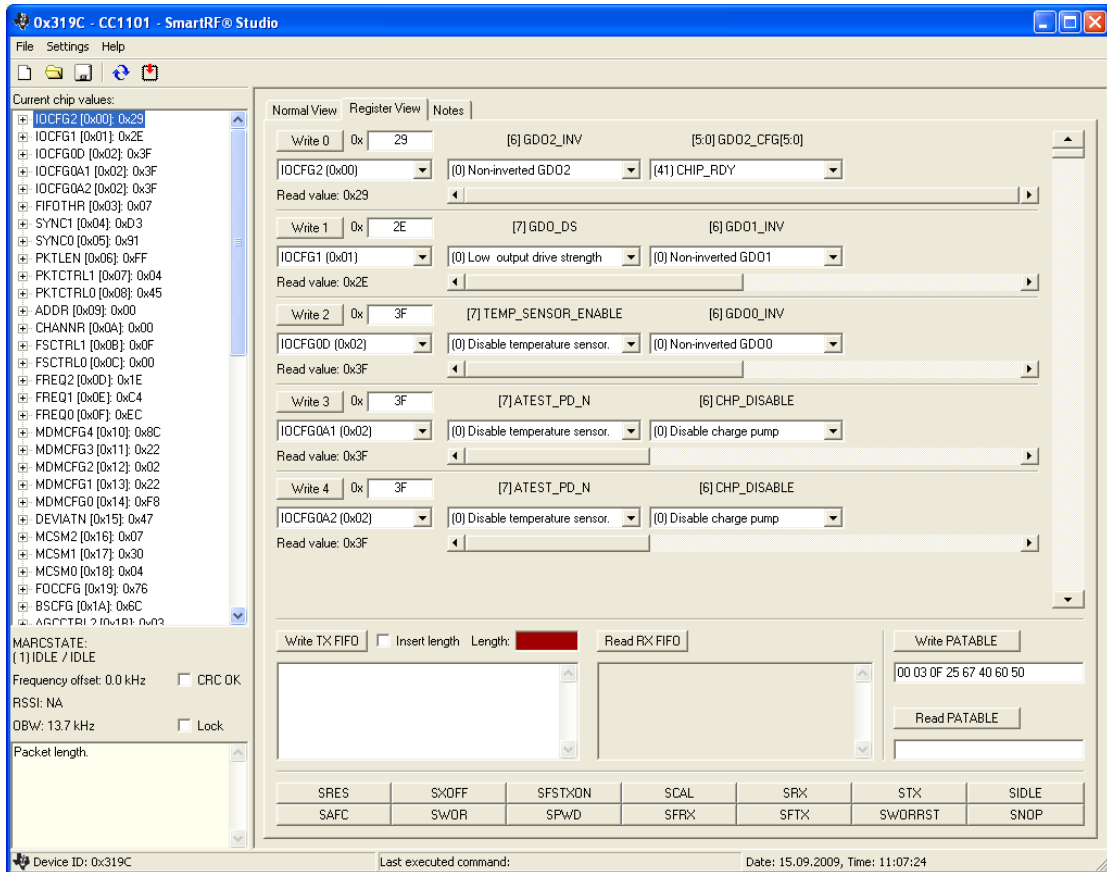 0x319C - CC1101 - SmartRF® Studio
File Settings Help
Current chip values:
IOCFG2 [0x00]: 0x29
IOCFG1 [0x01]: 0x2E
IOCFG0D [0x02]: 0x3F
IOCFG0A1 [0x02]: 0x3F
IOCFG0A2 [0x02]: 0x3F
FIFOTHR [0x03]: 0x07
SYNC1 [0x04]: 0xD3
SYNC0 [0x05]: 0x91
PKTLEN [0x06]: 0xFF
PKTCTRL1 [0x07]: 0x04
PKTCTRL0 [0x08]: 0x45
ADDR [0x09]: 0x00
CHANNR [0x0A]: 0x00
FSCTRL1 [0x0B]: 0x0F
FSCTRL0 [0x0C]: 0x00
FREQ2 [0x0D]: 0x1E
FREQ1 [0x0E]: 0xC4
FREQ0 [0x0F]: 0xEC
MDMCFG4 [0x10]: 0x8C
MDMCFG3 [0x11]: 0x22
MDMCFG2 [0x12]: 0x02
MDMCFG1 [0x13]: 0x22
MDMCFG0 [0x14]: 0xF8
DEVIATN [0x15]: 0x47
MCSM2 [0x16]: 0x07
MCSM1 [0x17]: 0x30
MCSM0 [0x18]: 0x04
FOCCFG [0x19]: 0x76
BSCFG [0x1A]: 0x6C
AGCCTRL2 [0x1B]: 0x03
MARCSTATE:
(1) IDLE / IDLE
Frequency offset: 0.0 kHz CRC OK
RSSI: NA
OBW: 13.7 kHz Lock
Packet length.
Normal View Register View Notes
Write 0 0x 29 [6] GDO2_INV [5:0] GDO2_CFG[5:0]
IOCFG2 (0x00) (0) Non-inverted GDO2 (41) CHIP_RDY
Read value: 0x29
Write 1 0x 2E [7] GDO_DS [6] GDO1_INV
IOCFG1 (0x01) (0) Low output drive strength (0) Non-inverted GDO1
Read value: 0x2E
Write 2 0x 3F [7] TEMP_SENSOR_ENABLE [6] GDO0_INV
IOCFG0D (0x02) (0) Disable temperature sensor. (0) Non-inverted GDO0
Read value: 0x3F
Write 3 0x 3F [7] ATEST_PD_N [6] CHP_DISABLE
IOCFG0A1 (0x02) (0) Disable temperature sensor. (0) Disable charge pump
Read value: 0x3F
Write 4 0x 3F [7] ATEST_PD_N [6] CHP_DISABLE
IOCFG0A2 (0x02) (0) Disable temperature sensor. (0) Disable charge pump
Read value: 0x3F
Write TX FIFO Insert length Length: Read RX FIFO Write PATABLE
00 03 0F 25 67 40 60 50
Read PATABLE
SRES SXOFF SFSTXON SCAL SRX STX SIDLE
SAFC SWOR SPWD SFRX SFTX SWORRST SNOP
Device ID: 0x319C Last executed command: Date: 15.09.2009, Time: 11:07:24